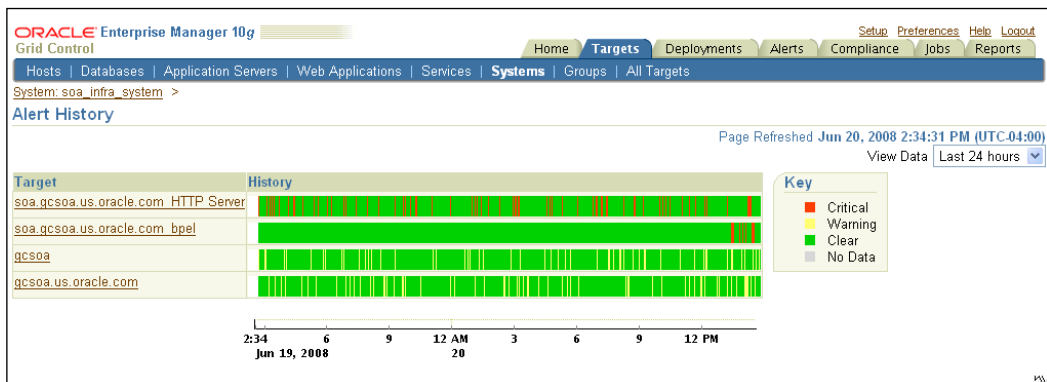 ORACLE Enterprise Manager 10g
Grid Control
Setup Preferences Help Logout
Home Targets Deployments Alerts Compliance Jobs Reports
Hosts | Databases | Application Servers | Web Applications | Services | Systems | Groups | All Targets
System: soa_infra_system >
Alert History
Page Refreshed Jun 20, 2008 2:34:31 PM (UTC-04:00)
View Data Last 24 hours
Target History
soa.gcsoa.us.oracle.com_HTTP Server
soa.gcsoa.us.oracle.com_bpel
gcsoa
gcsoa.us.oracle.com
Key
Critical
Warning
Clear
No Data
2:34 6 9 12 AM 3 6 9 12 PM
Jun 19, 2008 20